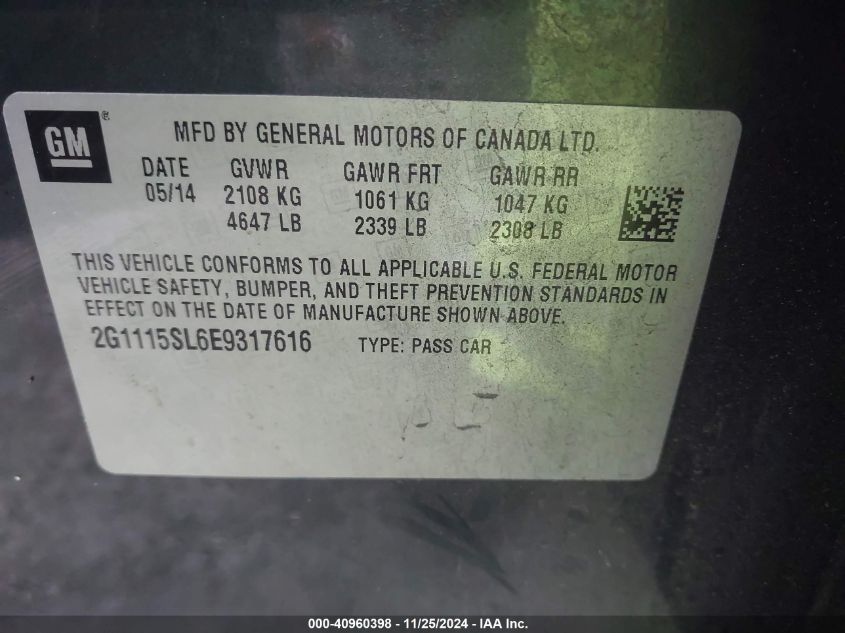 GM®
MFD BY GENERAL MOTORS OF CANADA LTD.
DATE GVWR GAWR FRT GAWR RR
05/14 2108 KG 1061 KG 1047 KG
4647 LB 2339 LB 2308 LB
THIS VEHICLE CONFORMS TO ALL APPLICABLE U.S. FEDERAL MOTOR
VEHICLE SAFETY, BUMPER, AND THEFT PREVENTION STANDARDS IN
EFFECT ON THE DATE OF MANUFACTURE SHOWN ABOVE.
2G1115SL6E9317616 TYPE: PASS CAR
000-40960398 - 11/25/2024 - IAA Inc.